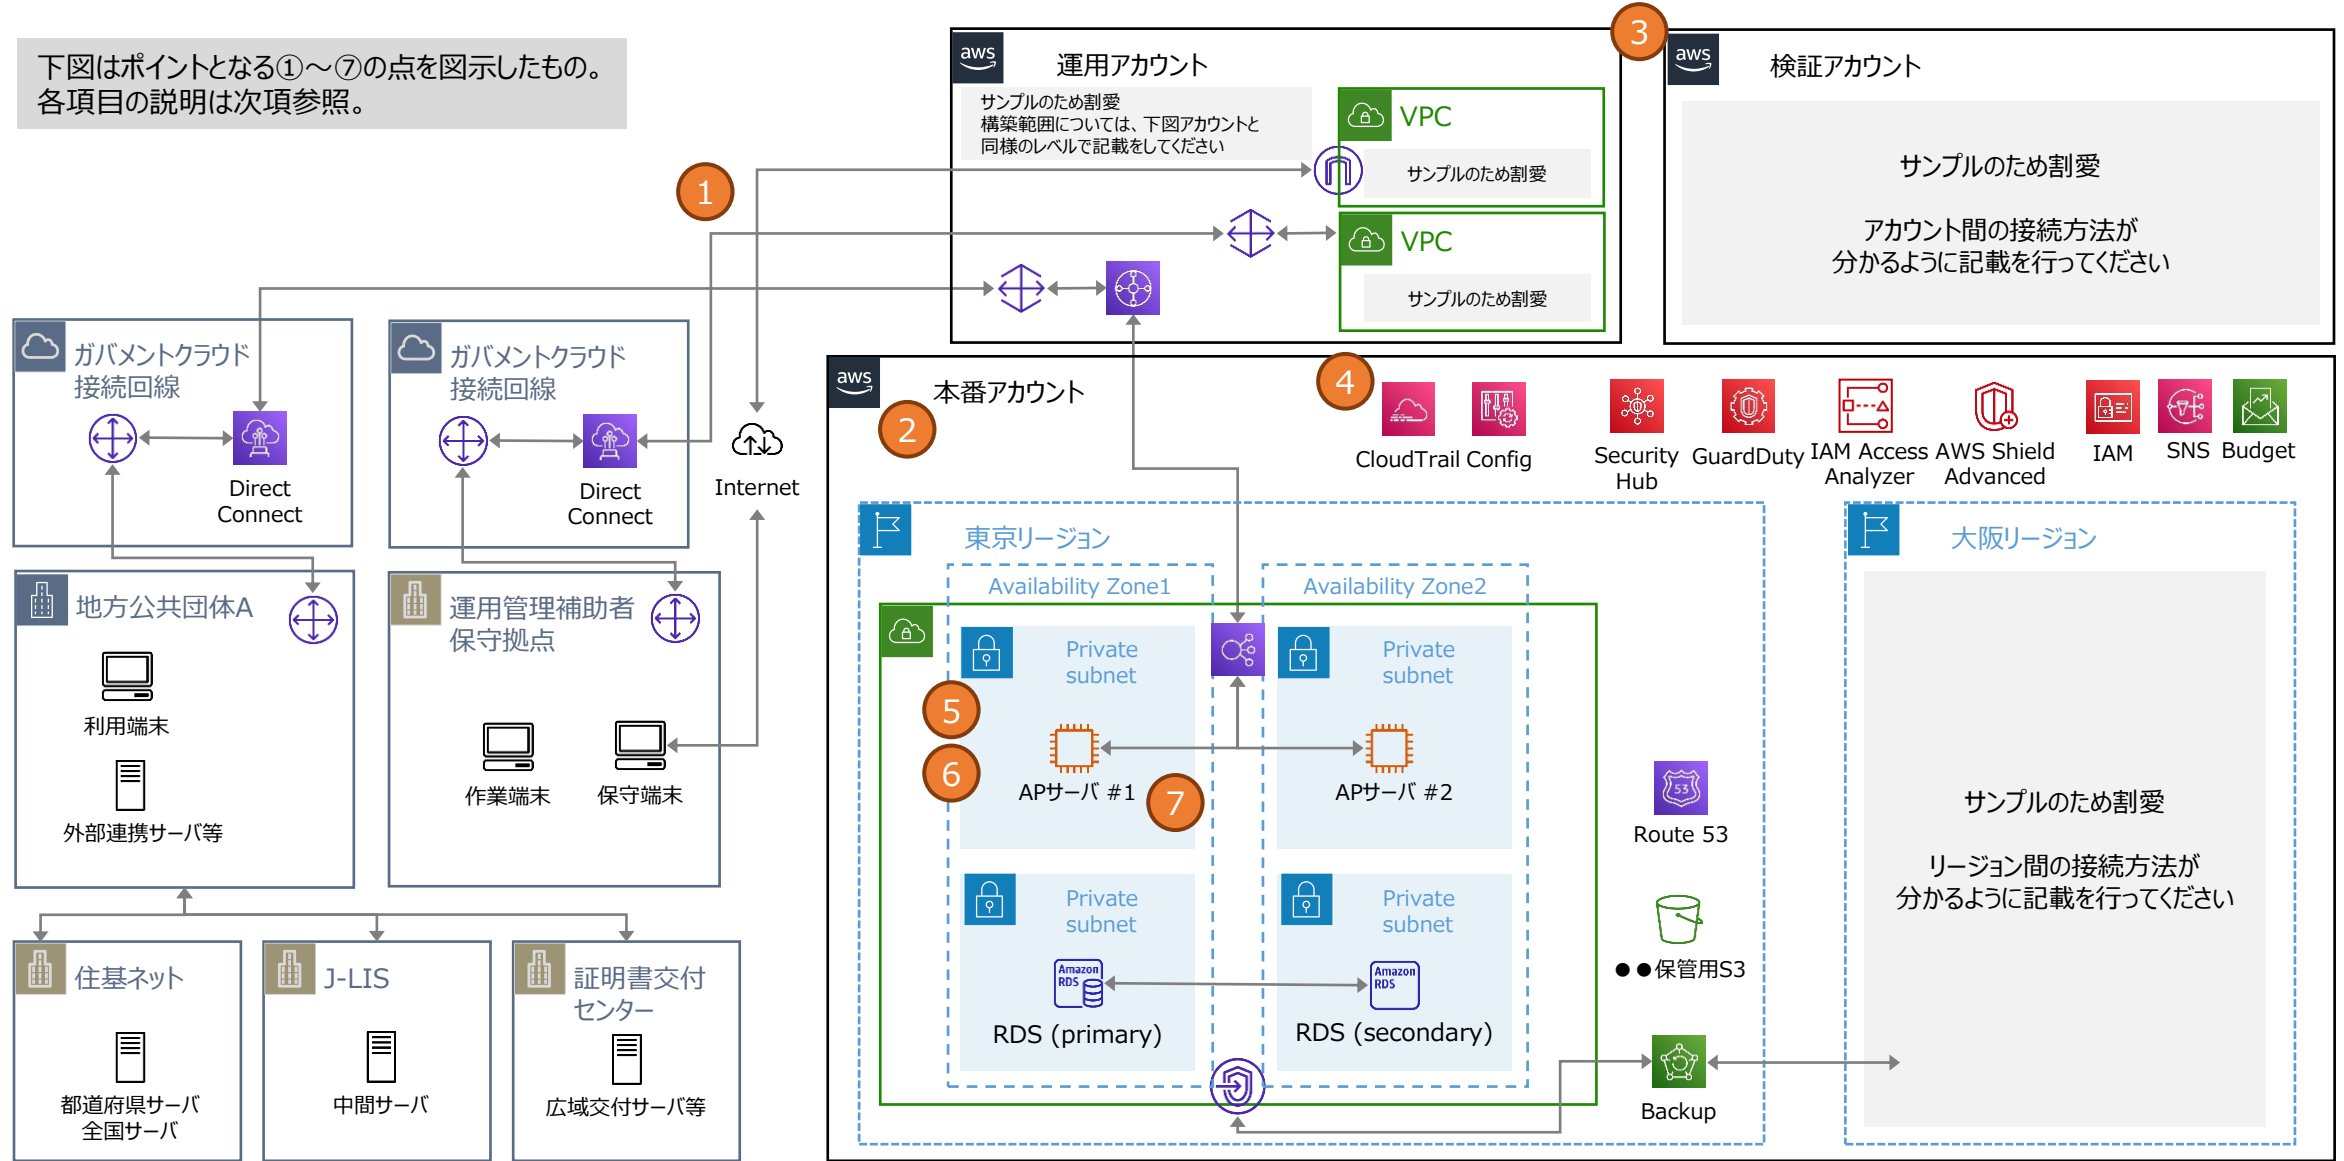 下図はポイントとなる①～⑦の点を図示したもの。
各項目の説明は次項参照。
1
aws
運用アカウント
サンプルのため割愛
構築範囲については、下図アカウントと
同様のレベルで記載をしてください
VPC
サンプルのため割愛
VPC
サンプルのため割愛
3
aws
検証アカウント
サンプルのため割愛
アカウント間の接続方法が
分かるように記載を行ってください
ガバメントクラウド
接続回線
Direct
Connect
ガバメントクラウド
接続回線
Direct
Connect
Internet
地方公共団体A
利用端末
外部連携サーバ等
運用管理補助者
保守拠点
作業端末
保守端末
住基ネット
都道府県サーバ
全国サーバ
J-LIS
中間サーバ
証明書交付
センター
広域交付サーバ等
aws
本番アカウント
2
4
CloudTrail
Config
Security
Hub
GuardDuty
IAM Access
Analyzer
AWS Shield
Advanced
IAM
SNS
Budget
東京リージョン
Availability Zone1
Availability Zone2
Private
subnet
Private
subnet
5
6
APサーバ #1
7
APサーバ #2
Private
subnet
Private
subnet
Amazon
RDS
RDS (primary)
Amazon
RDS
RDS (secondary)
53
Route 53
●●保管用S3
Backup
大阪リージョン
サンプルのため割愛
リージョン間の接続方法が
分かるように記載を行ってください